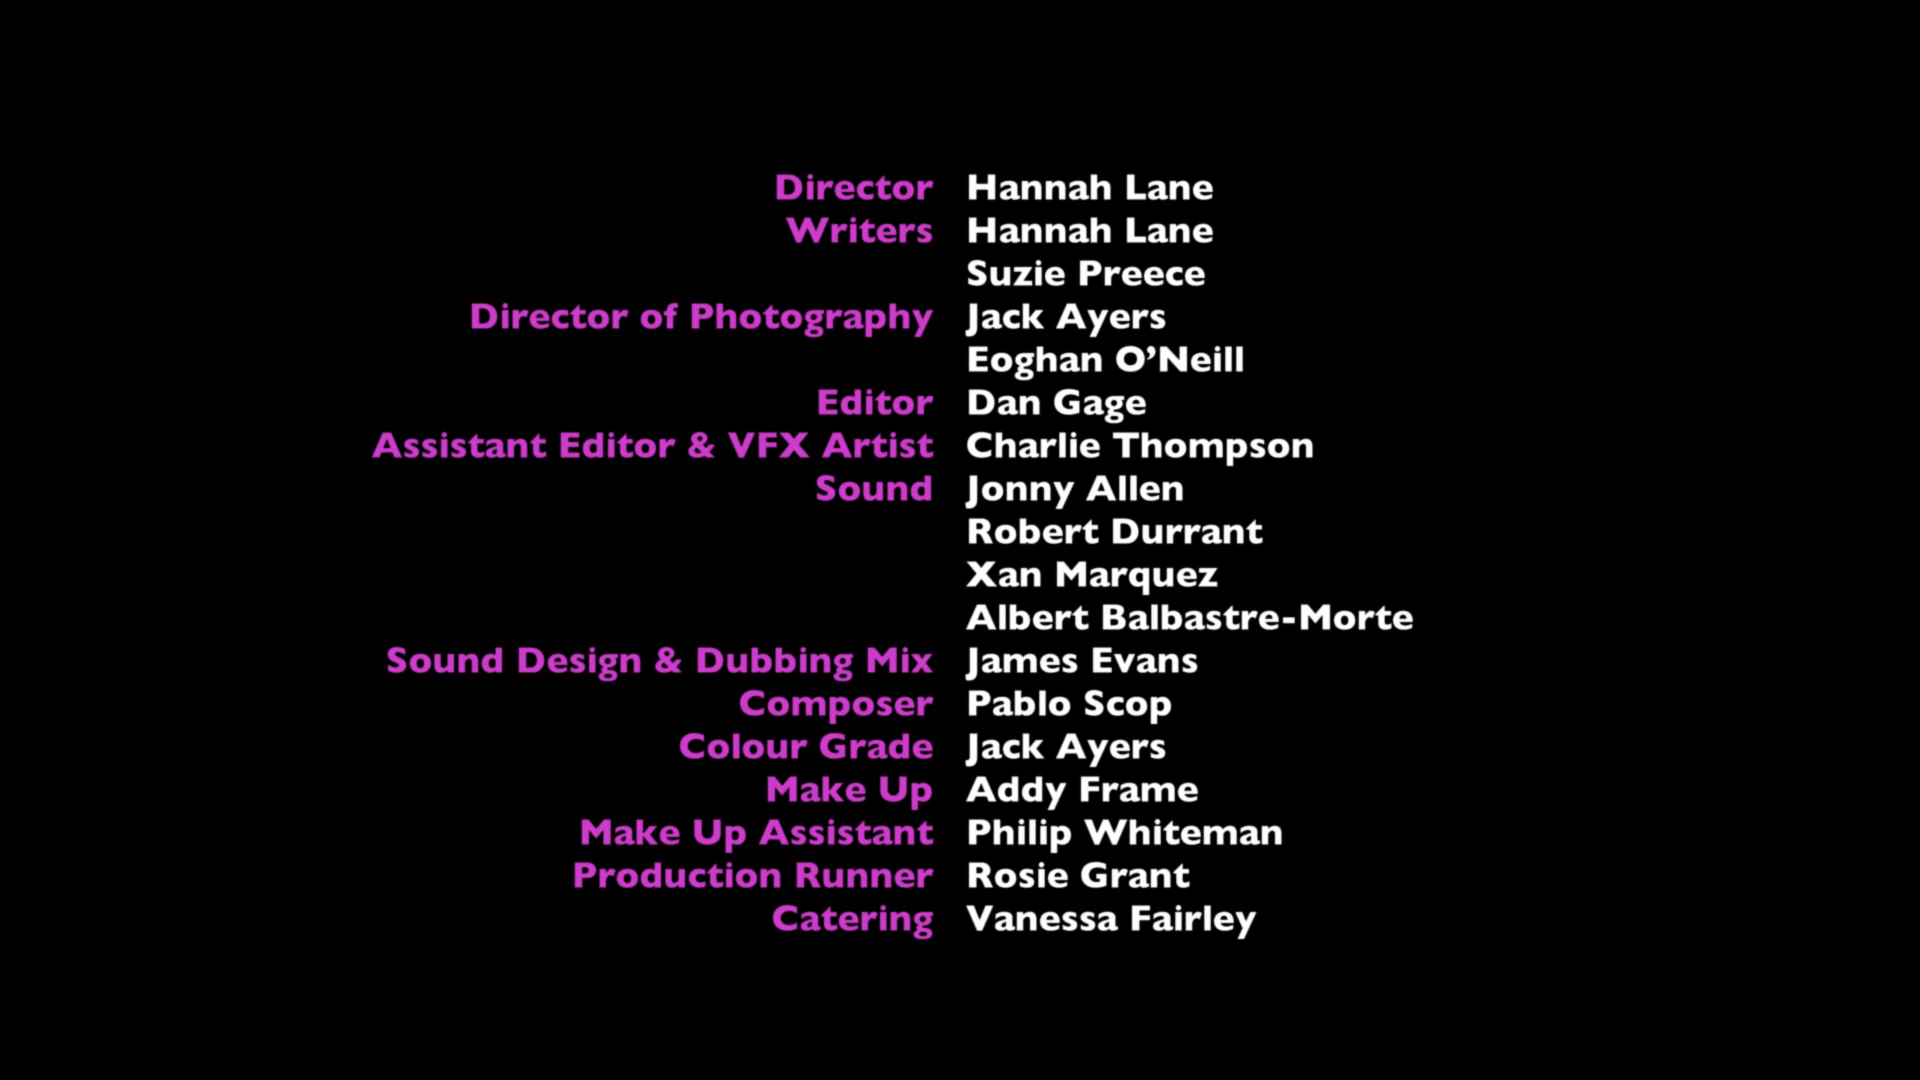 Director Hannah Lane
Writers Hannah Lane
Suzie Preece
Director of Photography Jack Ayers
Eoghan O’Neill
Editor Dan Gage
Assistant Editor & VFX Artist Charlie Thompson
Sound Jonny Allen
Robert Durrant
Xan Marquez
Albert Balbastre-Morte
Sound Design & Dubbing Mix James Evans
Composer Pablo Scop
Colour Grade Jack Ayers
Make Up Addy Frame
Make Up Assistant Philip Whiteman
Production Runner Rosie Grant
Catering Vanessa Fairley